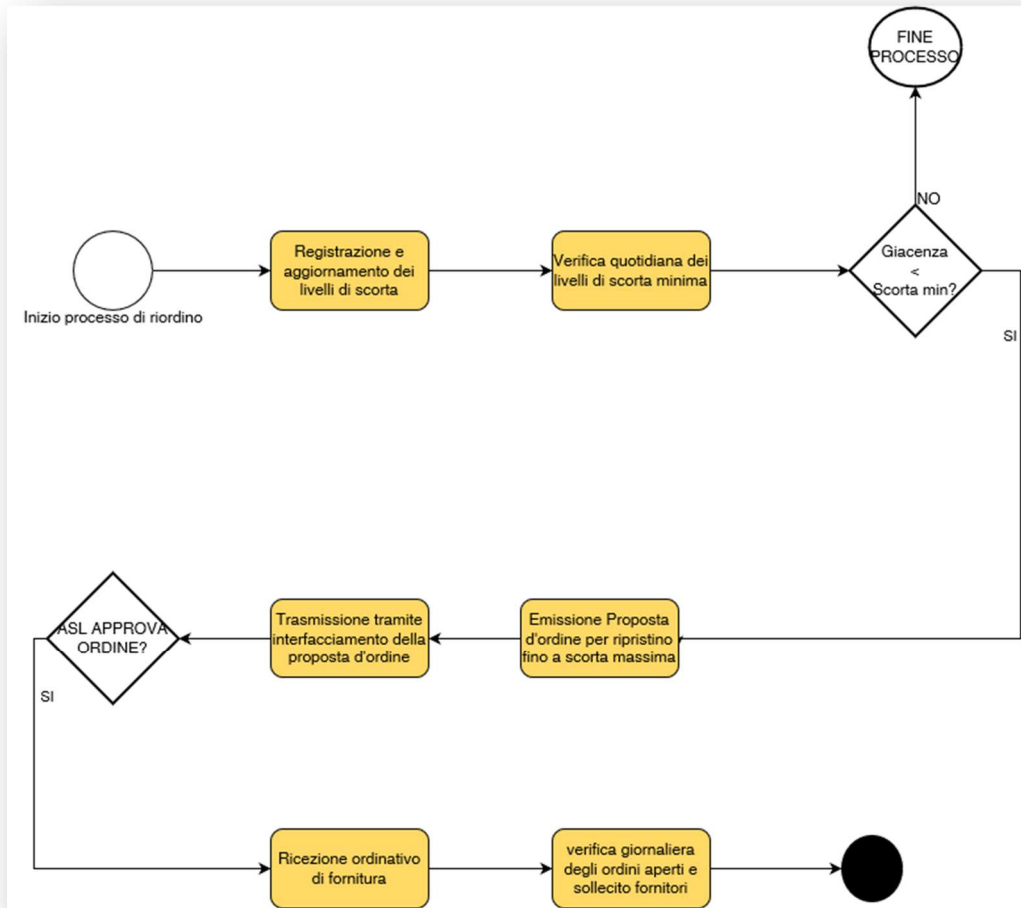 FINE
PROCESSO
NO
Registrazione e
aggiornamento dei
livelli di scorta
Verifica quotidiana dei
livelli di scorta minima
Giacenza
<
Scorta min?
Inizio processo di riordino
SI
ASL APPROVA
ORDINE?
Trasmissione tramite
interfacciamento della
proposta d'ordine
Emissione Proposta
d'ordine per ripristino
fino a scorta massima
SI
Ricezione ordinativo
di fornitura
verifica giornaliera
degli ordini aperti e
sollecito fornitori